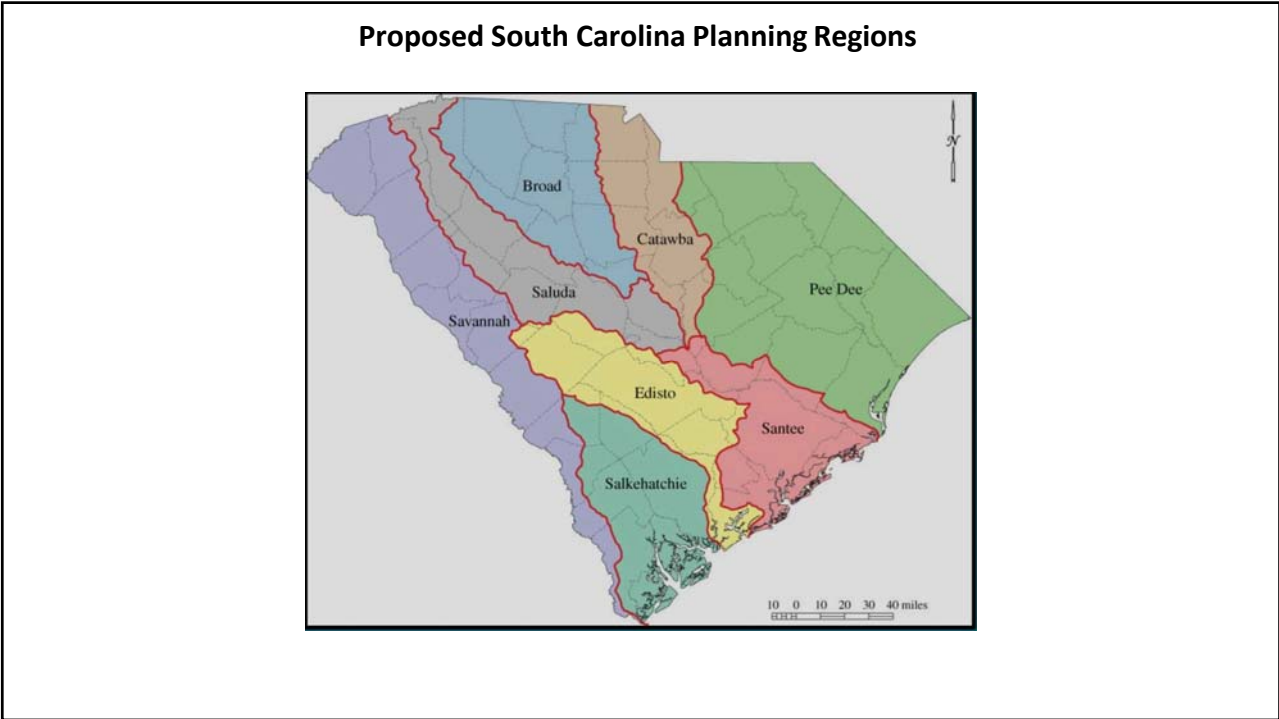 Proposed South Carolina Planning Regions
N
Broad
Catawba
Pee Dee
Saluda
Savannah
Edisto
Santee
Salkehatchie
10 0 10 20 30 40 miles